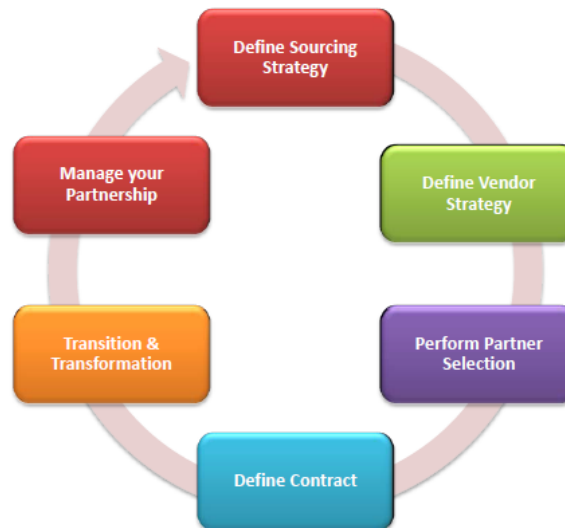 Define Sourcing
Strategy
Define Vendor
Strategy
Perform Partner
Selection
Define Contract
Transition &
Transformation
Manage your
Partnership